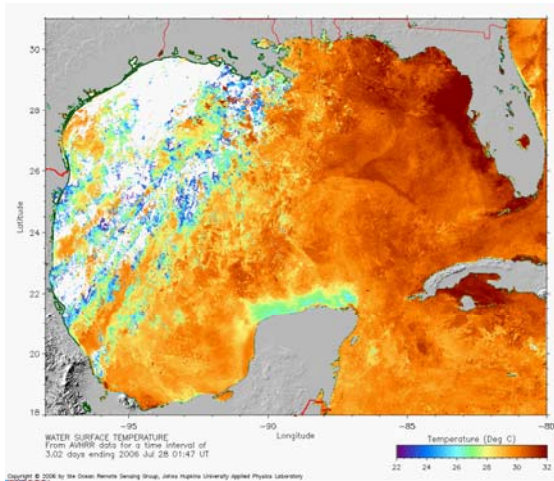 30
28
26
24
22
20
18
Latitude
-95
-90
-85
-80
Longitude
WATER SURFACE TEMPERATURE
From AVHRR data for a time interval of
3.02 days ending 2006 Jul 28 01:47 UT
Temperature (Deg C)
22 24 26 28 30 32
Copyright © 2006 by the Ocean Remote Sensing Group, Johns Hopkins University Applied Physics Laboratory